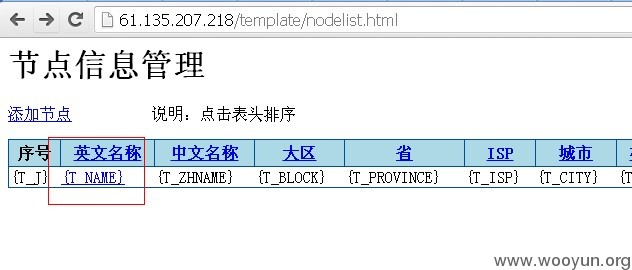 61.135.207.218/template/nodelist.html
节点信息管理
添加节点 说明：点击表头排序
序号 英文名称 中文名称 大区 省 ISP 城市
{T_J} {T_NAME} {T_ZHNAME} {T_BLOCK} {T_PROVINCE} {T_ISP} {T_CITY} {T
www.wooyun.org